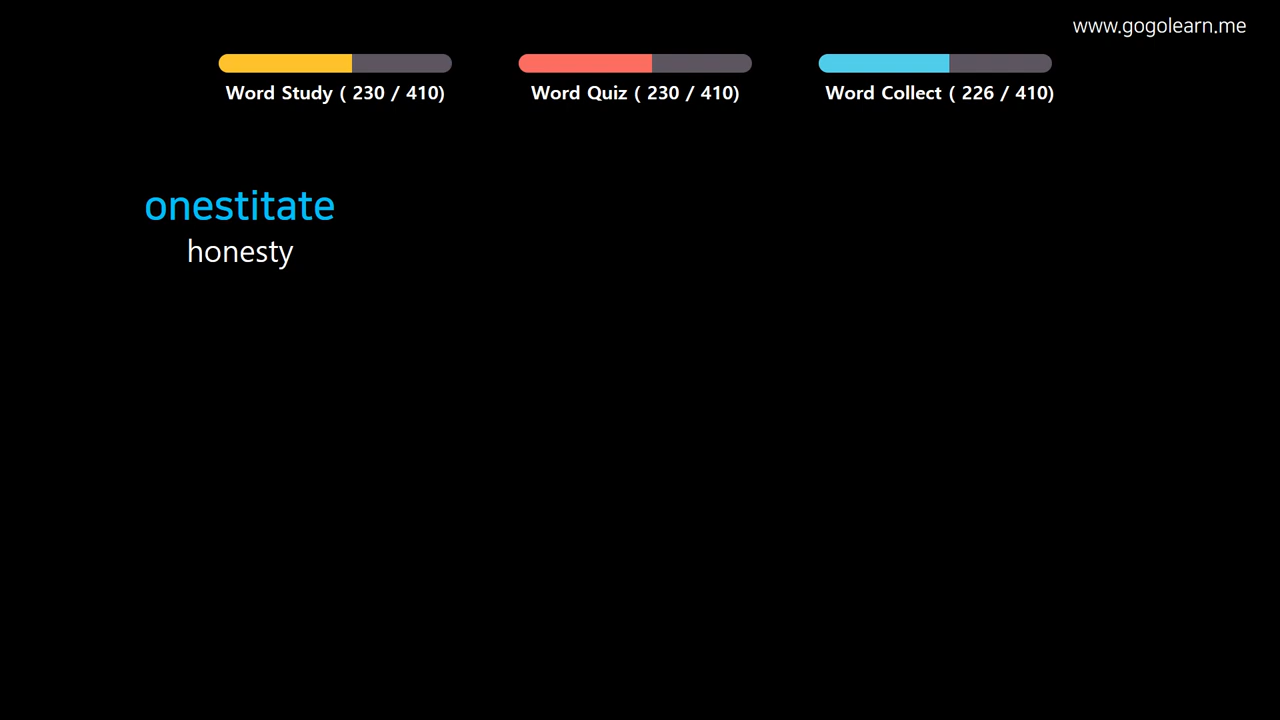 www.gogolearn.me
Word Study ( 230 / 410)
Word Quiz ( 230 / 410)
Word Collect ( 226 / 410)
onestitate
honesty